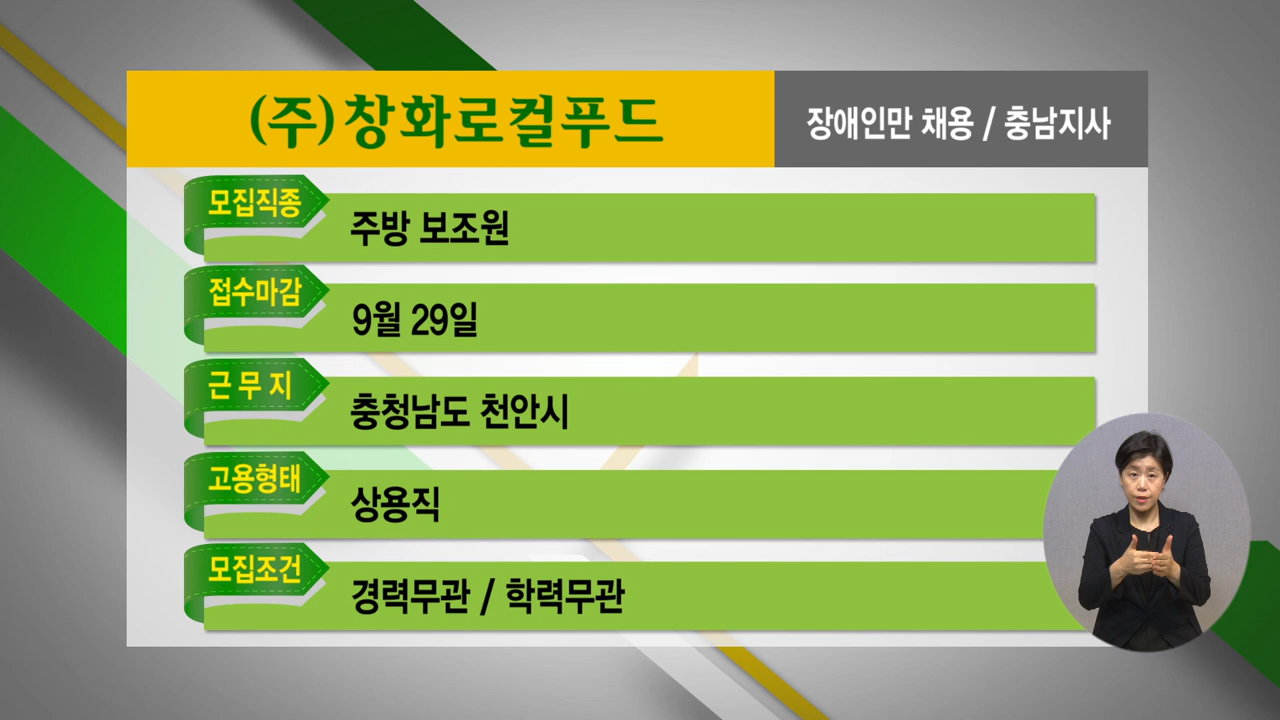 (주)창화로컬푸드
장애인만 채용 / 충남지사
모집직종
주방 보조원
접수마감
9월 29일
근 무 지
충청남도 천안시
고용형태
상용직
모집조건
경력무관 / 학력무관